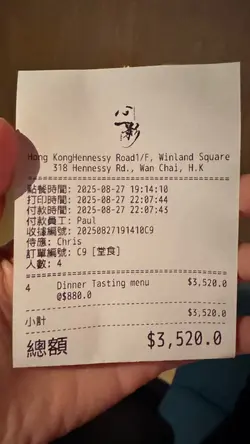 Hong KongHennessy Road1/F, Winland Square
318 Hennessy Rd., Wan Chai, H.K
點餐時間: 2025-08-27 19:14:10
打印時間: 2025-08-27 22:07:44
付款時間: 2025-08-27 22:07:43
付款員工: Paul
收據編號: 20250827191410C9
侍應: Chris
訂單編號: C9 [堂食]
人數: 4
4 Dinner Tasting menu $3,520.0
@$880.0
小計 $3,520.0
總額 $3,520.0